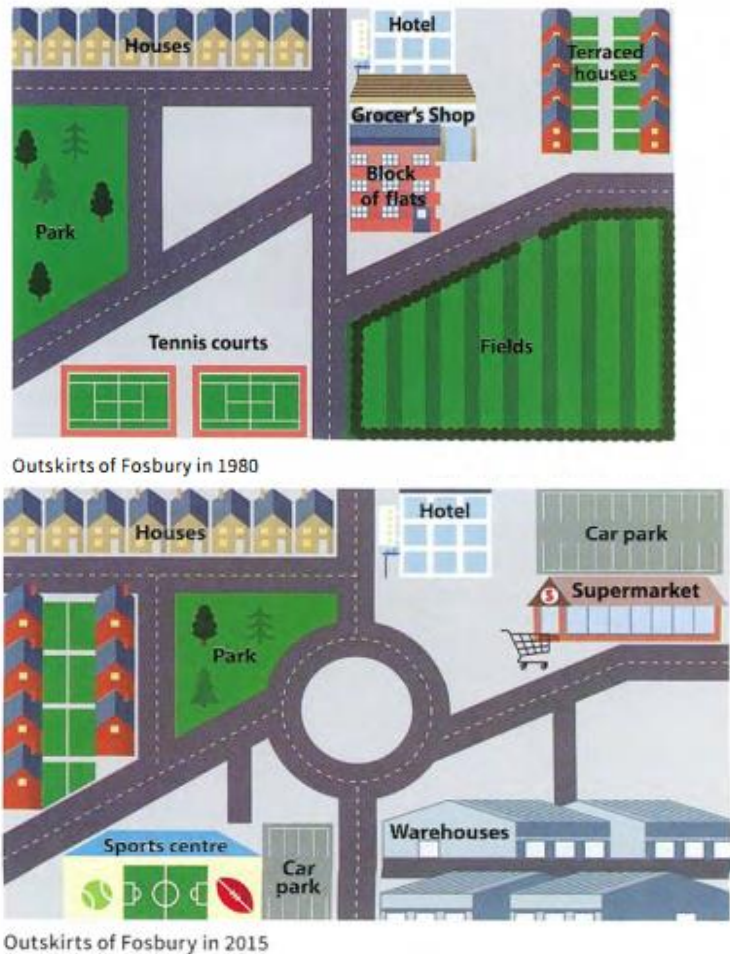 Houses
Hotel
Terraced
houses
Grocer's Shop
Block
of flats
Park
Tennis courts
Fields
Outskirts of Fosbury in 1980
Houses
Hotel
Car park
Supermarket
$
Park
Warehouses
Sports centre
Car
park
Outskirts of Fosbury in 2015